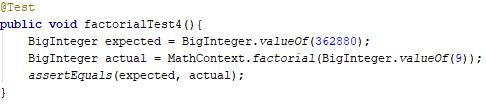 @Test
public void factorialTest4(){
    BigInteger expected = BigInteger.valueOf(362880);
    BigInteger actual = MathContext.factorial(BigInteger.valueOf(9));
    assertEquals(expected, actual);
}